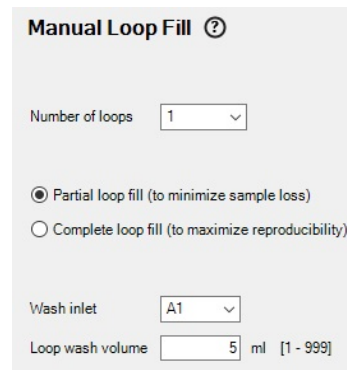 Manual Loop Fill ?
Number of loops 1
Partial loop fill (to minimize sample loss)
Complete loop fill (to maximize reproducibility)
Wash inlet A1
Loop wash volume 5 ml [1 - 999]